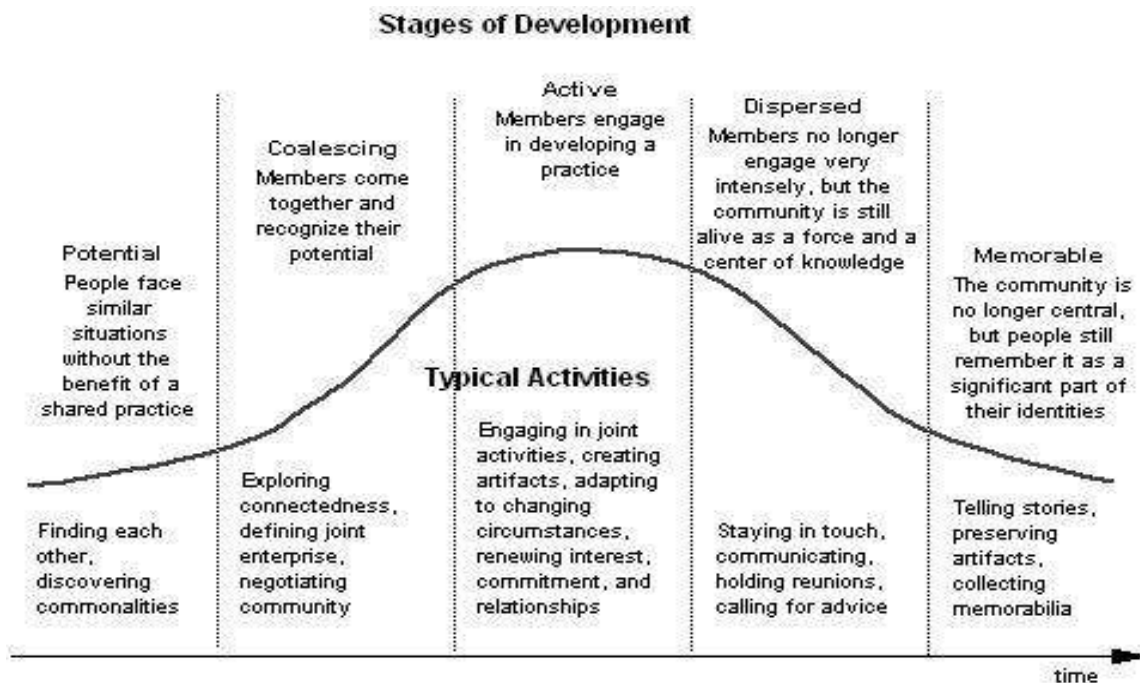 Stages of Development
Potential
People face
similar
situations
without the
benefit of a
shared practice
Coalescing
Members come
together and
recognize their
potential
Active
Members engage
in developing a
practice
Dispersed
Members no longer
engage very
intensely, but the
community is still
alive as a force and a
center of knowledge
Memorable
The community is
no longer central,
but people still
remember it as a
significant part of
their identities
Typical Activities
Finding each
other,
discovering
commonalities
Exploring
connectedness,
defining joint
enterprise,
negotiating
community
Engaging in joint
activities, creating
artifacts, adapting
to changing
circumstances,
renewing interest,
commitment, and
relationships
Staying in touch,
communicating,
holding reunions,
calling for advice
Telling stories,
preserving
artifacts,
collecting
memorabilia
time